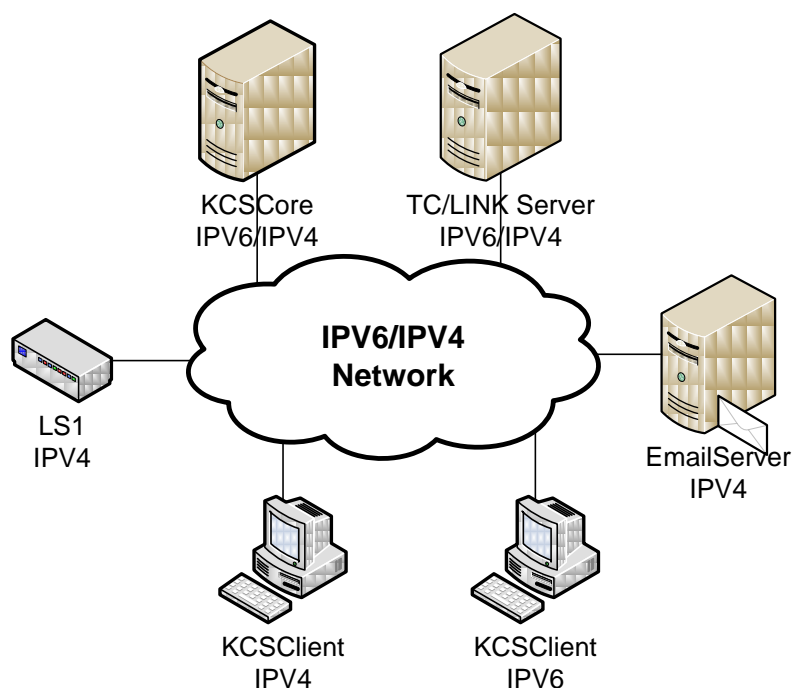 KCSCore
IPV6/IPV4
TC/LINK Server
IPV6/IPV4
IPV6/IPV4
Network
LS1
IPV4
EmailServer
IPV4
KCSClient
IPV4
KCSClient
IPV6